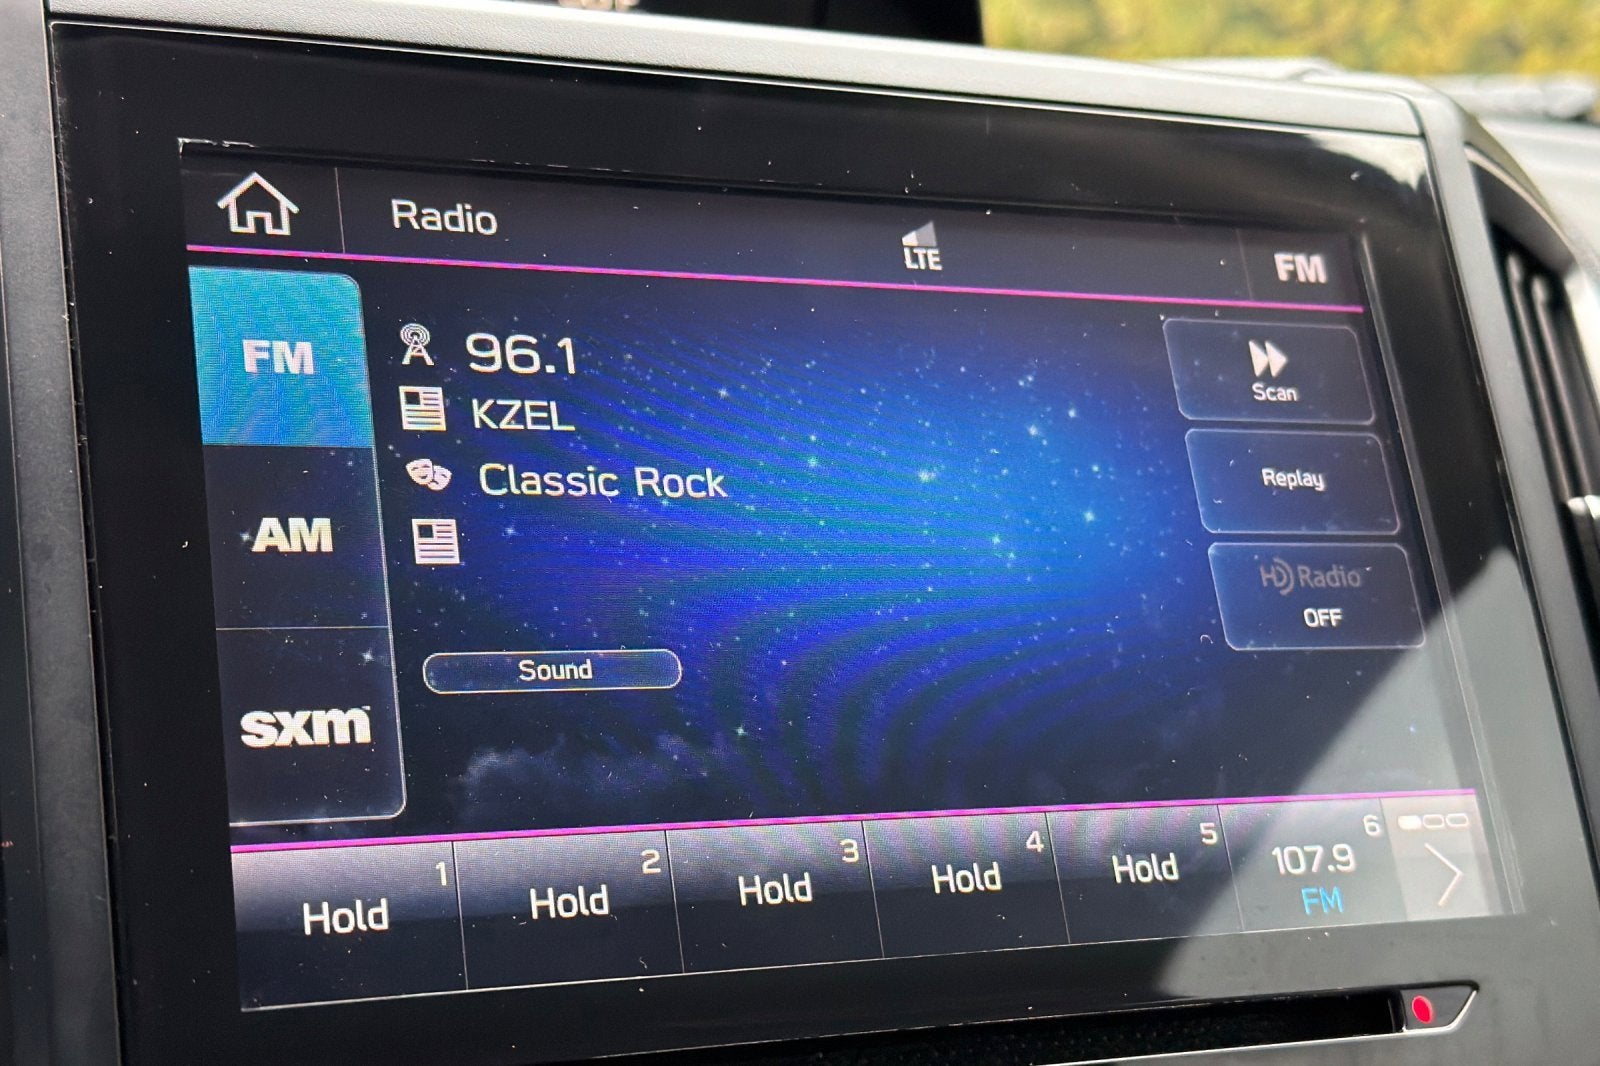 Radio
LTE
FM
FM
96.1
KZEL
Classic Rock
AM
sxm
Sound
Scan
Replay
HD Radio
OFF
1
Hold
2
Hold
3
Hold
4
Hold
5
Hold
6
107.9
FM